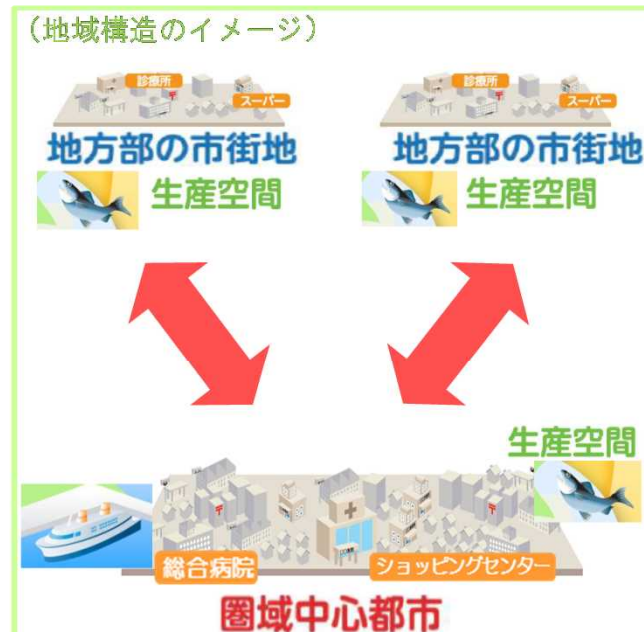 （地域構造のイメージ）
診療所
スーパー
地方部の市街地
生産空間
診療所
スーパー
地方部の市街地
生産空間
生産空間
総合病院
ショッピングセンター
圏域中心都市